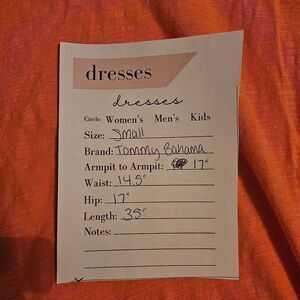 dresses
dresses
Circle: Women's Men's Kids
Size: Small
Brand: Tommy Bahama
Armpit to Armpit: 17"
Waist: 14.5"
Hip: 17"
Length: 35"
Notes: